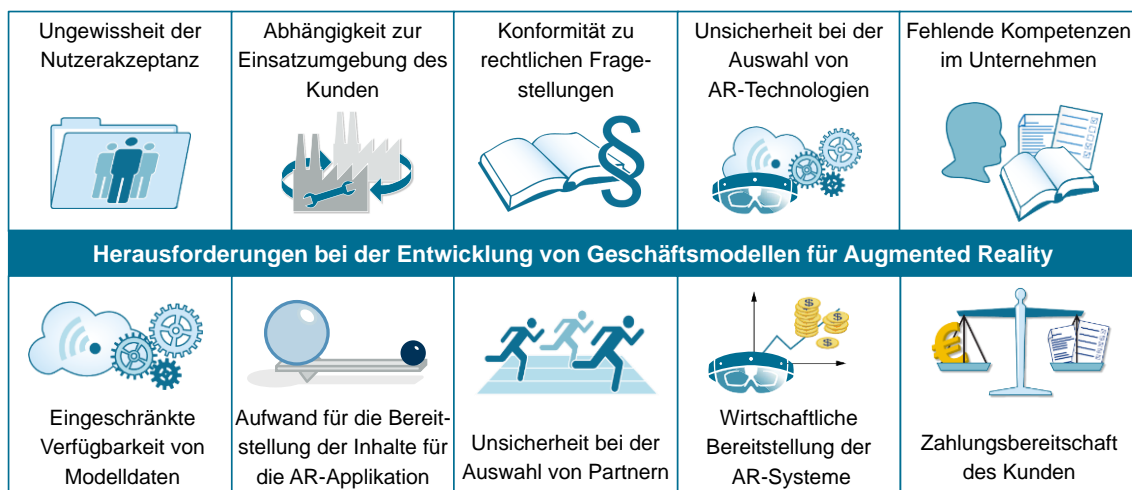 Ungewissheit der
Nutzerakzeptanz
Abhängigkeit zur
Einsatzumgebung des
Kunden
Konformität zu
rechtlichen Frage-
stellungen
Unsicherheit bei der
Auswahl von
AR-Technologien
Fehlende Kompetenzen
im Unternehmen
§
Herausforderungen bei der Entwicklung von Geschäftsmodellen für Augmented Reality
$
$
$
€
Eingeschränkte
Verfügbarkeit von
Modelldaten
Aufwand für die Bereit-
stellung der Inhalte für
die AR-Applikation
Unsicherheit bei der
Auswahl von Partnern
Wirtschaftliche
Bereitstellung der
AR-Systeme
Zahlungsbereitschaft
des Kunden